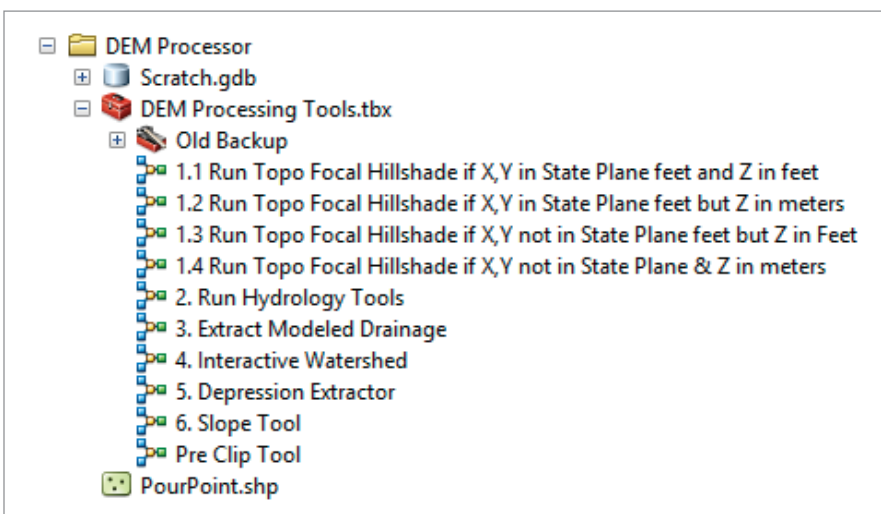 DEM Processor
Scratch.gdb
DEM Processing Tools.tbx
Old Backup
1.1 Run Topo Focal Hillshade if X,Y in State Plane feet and Z in feet
1.2 Run Topo Focal Hillshade if X,Y in State Plane feet but Z in meters
1.3 Run Topo Focal Hillshade if X,Y not in State Plane feet but Z in Feet
1.4 Run Topo Focal Hillshade if X,Y not in State Plane & Z in meters
2. Run Hydrology Tools
3. Extract Modeled Drainage
4. Interactive Watershed
5. Depression Extractor
6. Slope Tool
Pre Clip Tool
PourPoint.shp